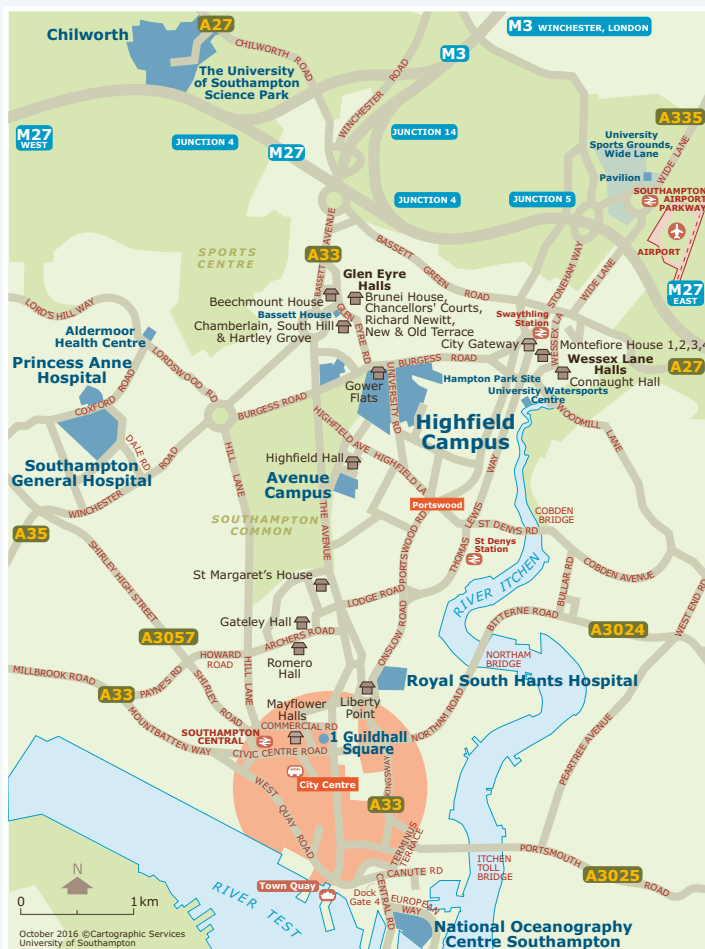 A27
M3 WINCHESTER, LONDON
Chilworth
CHILWORTH ROAD
M3
The University
of Southampton
Science Park
WINCHESTER ROAD
A335
M27
WEST
JUNCTION 4
JUNCTION 14
M27
University
Sports Grounds,
Wide Lane
WIDE LANE
Pavilion
JUNCTION 4
JUNCTION 5
SOUTHAMPTON
AIRPORT
PARKWAY
AIRPORT
SPORTS
CENTRE
A33
BASSETT AVENUE
BASSETT GREEN ROAD
STONEHAM WAY
WIDE LANE
M27
EAST
Glen Eyre
Halls
Beechmount House
Brunei House,
Chancellors' Courts,
Richard Newitt,
New & Old Terrace
Bassett House
Chamberlain, South Hill
& Hartley Grove
GLEN EYRE RD
LORD'S HILL WAY
Aldermoor
Health Centre
LORDSWOOD RD
Swaythling
Station
WESSEX LA
City Gateway
Montefiore House 1,2,3,4
Wessex Lane
Halls
Connaught Hall
A27
Princess Anne
Hospital
COXFORD ROAD
BURGESS ROAD
Gower
Flats
UNIVERSITY RD
Hampton Park Site
University Watersports
Centre
BURGESS ROAD
HIGHFIELD AVE
HIGHFIELD LA
Highfield
Campus
WOODMILL LANE
DALE RD
HILL LANE
Southampton
General Hospital
WINCHESTER ROAD
Highfield Hall
Avenue
Campus
WAY
Portswood
SOUTHAMPTON
COMMON
THE AVENUE
PORTSWOOD RD
THOMAS LEWIS
ST DENYS RD
COBDEN
BRIDGE
A35
St Denys
Station
SHIRLEY HIGH STREET
COBDEN AVENUE
RIVER ITCHEN
BULLAR RD
WEST END RD
St Margaret's House
LODGE ROAD
ONSLOW ROAD
BITTERNE ROAD
Gateley Hall
A3057
ARCHERS ROAD
A3024
HOWARD
ROAD
Romero
Hall
NORTHAM
BRIDGE
MILLBROOK ROAD
PAYNES RD
A33
SHIRLEY ROAD
HILL LANE
Royal South Hants Hospital
Mayflower
Halls
Liberty
Point
NORTHAM ROAD
MOUNTBATTEN WAY
SOUTHAMPTON
CENTRAL
COMMERCIAL RD
1 Guildhall
Square
CIVIC CENTRE ROAD
KINGSWAY
PEARTREE AVENUE
City Centre
WEST QUAY ROAD
A33
TERMINUS
TERRACE
ITCHEN
TOLL
BRIDGE
PORTSMOUTH ROAD
A3025
CANUTE RD
Town Quay
Dock
Gate 4
CENTRAL RD
EUROPEAN
WAY
RIVER TEST
National Oceanography
Centre Southampton
N
0 1 km
October 2016 ©Cartographic Services
University of Southampton